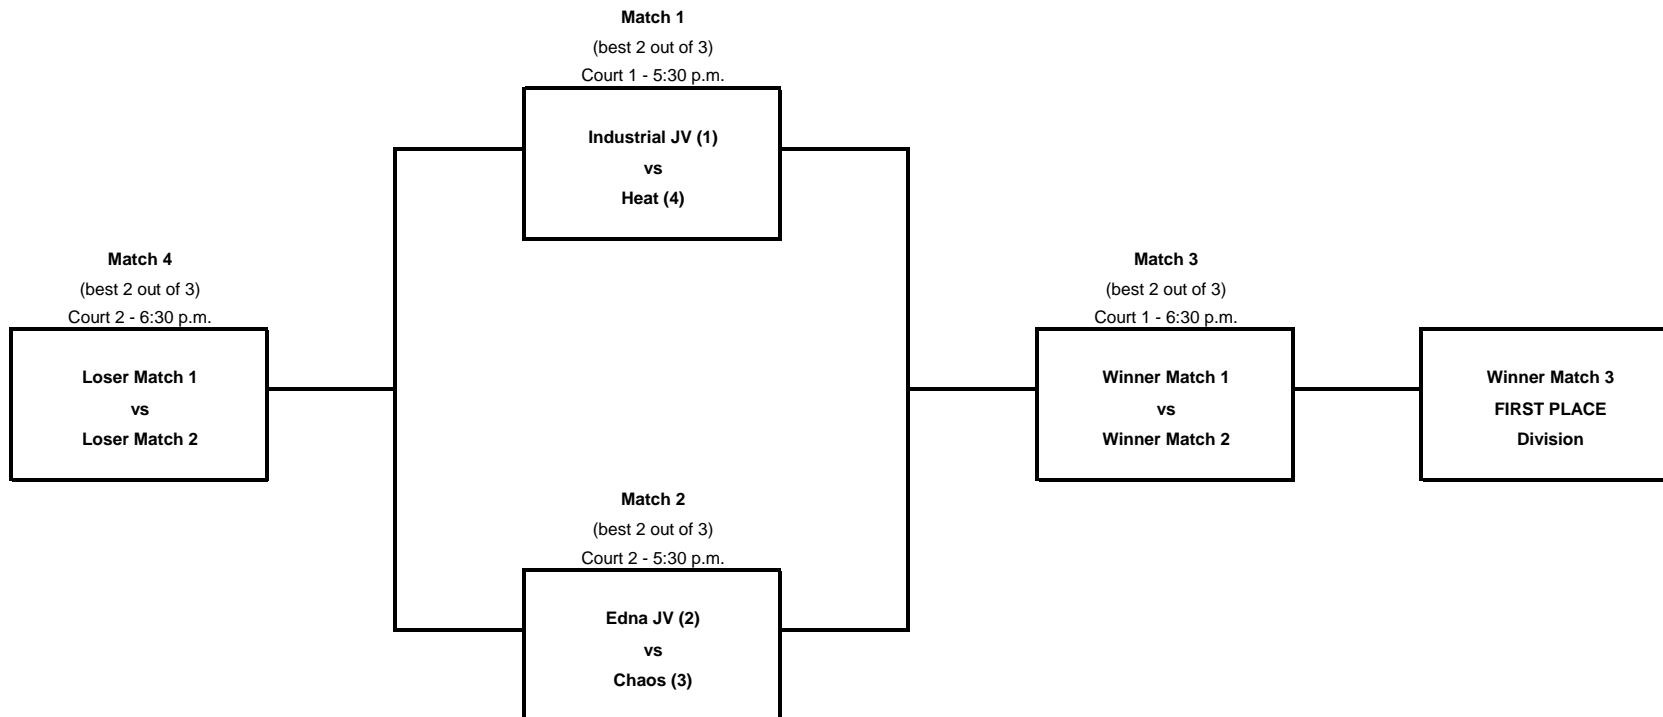 Match 1
(best 2 out of 3)
Court 1 - 5:30 p.m.
Industrial JV (1)
vs
Heat (4)
Match 4
(best 2 out of 3)
Court 2 - 6:30 p.m.
Loser Match 1
vs
Loser Match 2
Match 3
(best 2 out of 3)
Court 1 - 6:30 p.m.
Winner Match 1
vs
Winner Match 2
Winner Match 3
FIRST PLACE
Division
Match 2
(best 2 out of 3)
Court 2 - 5:30 p.m.
Edna JV (2)
vs
Chaos (3)